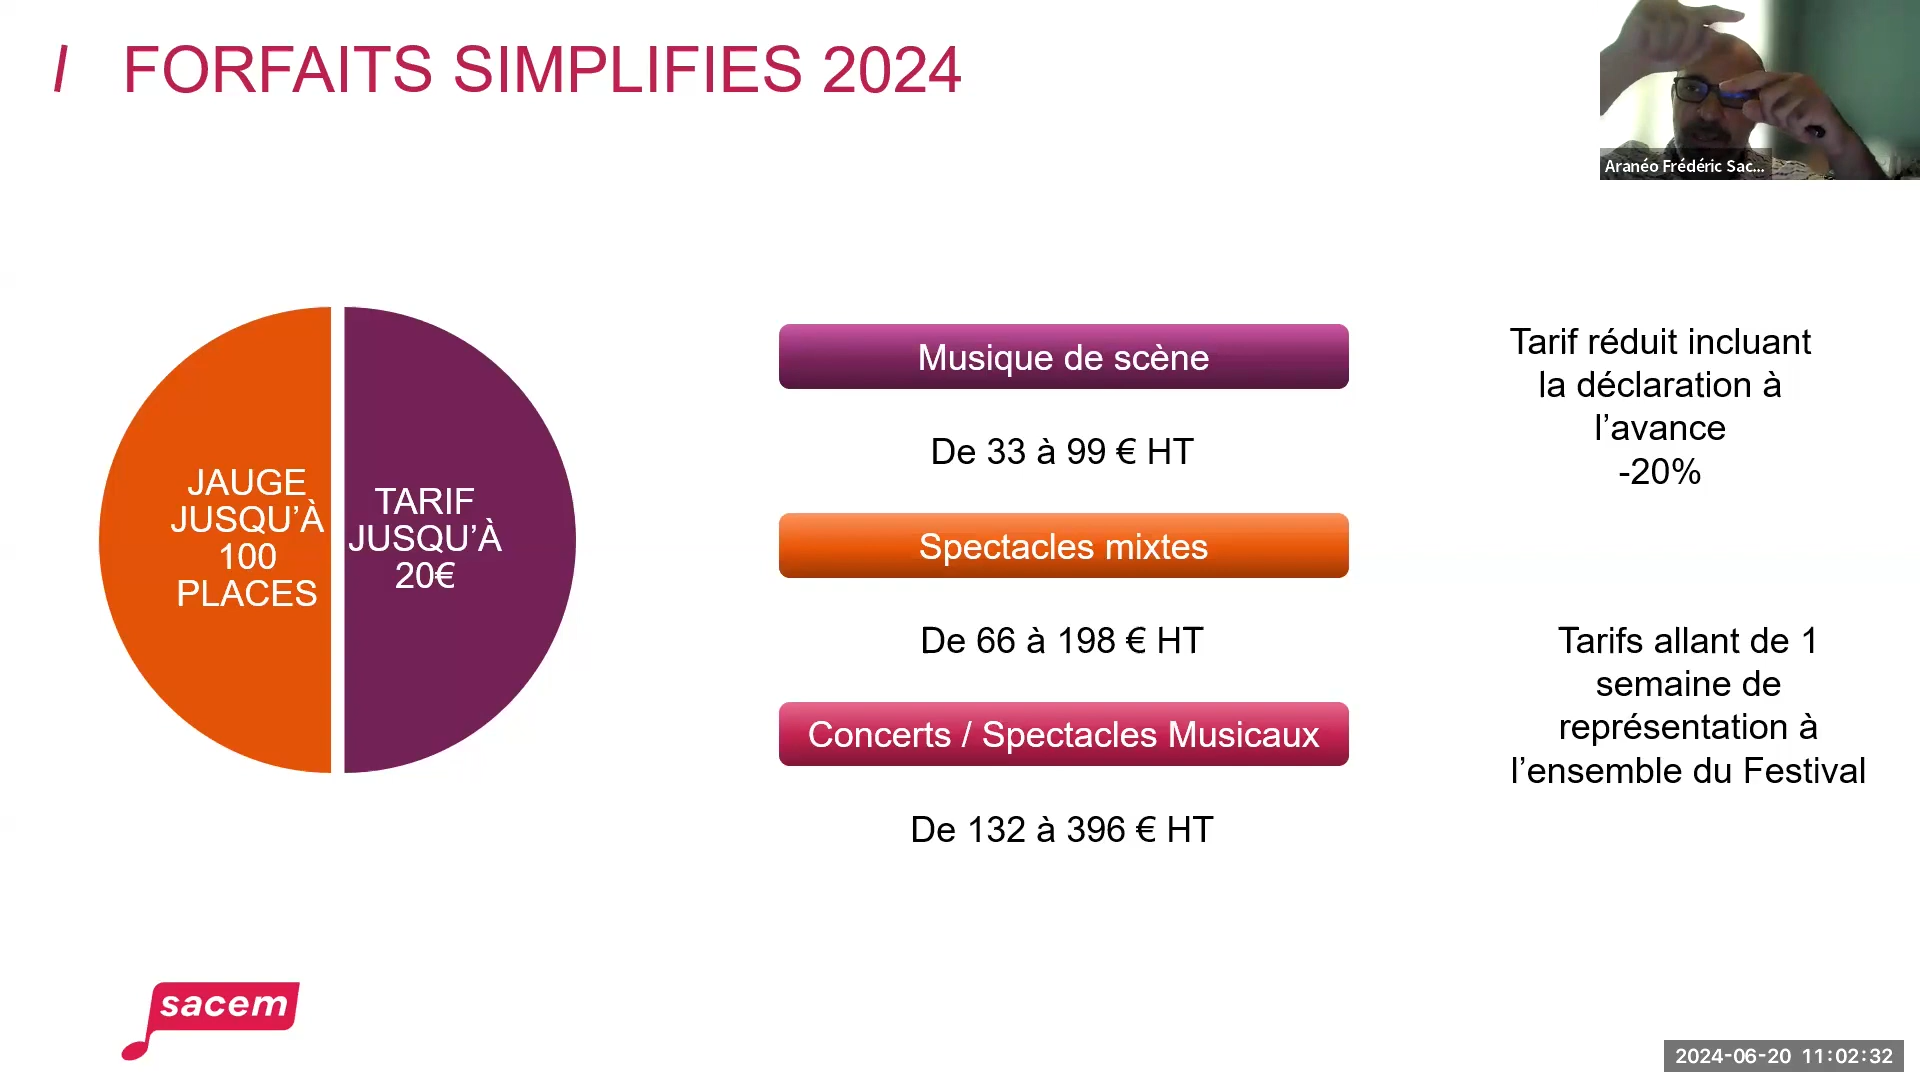 / FORFAITS SIMPLIFIES 2024
Aranéo Frédéric Sac...
JAUGE
JUSQU’À
100
PLACES
TARIF
JUSQU’À
20€
Musique de scène
De 33 à 99 € HT
Spectacles mixtes
De 66 à 198 € HT
Concerts / Spectacles Musicaux
De 132 à 396 € HT
Tarif réduit incluant
la déclaration à
l’avance
-20%
Tarifs allant de 1
semaine de
représentation à
l’ensemble du Festival
sacem
2024-06-20 11:02:32